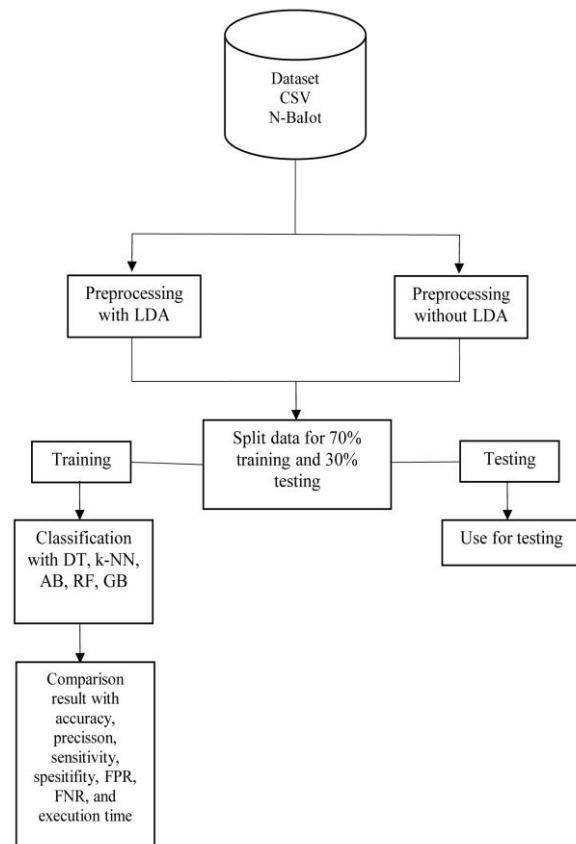 Dataset
CSV
N-BaIot
Preprocessing
with LDA
Preprocessing
without LDA
Split data for 70%
training and 30%
testing
Training
Testing
Classification
with DT, k-NN,
AB, RF, GB
Use for testing
Comparison
result with
accuracy,
precisson,
sensitivity,
spesitifity, FPR,
FNR, and
execution time